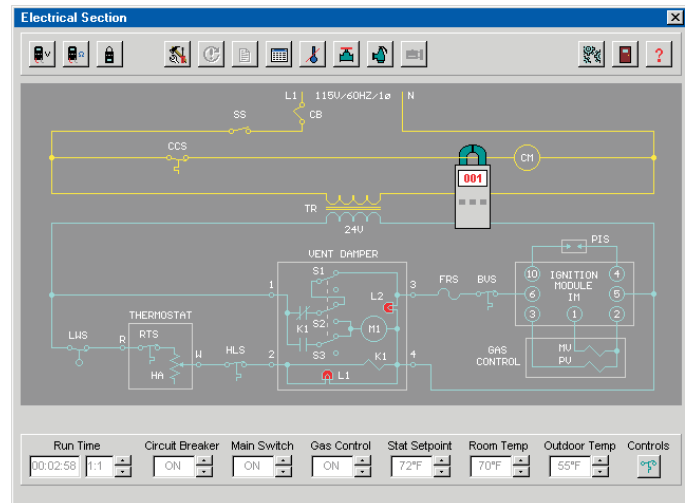 Electrical Section
V Ω ?
L1 115V/60HZ/1ø N
SS CB
CCS CM
001
TR
24V
PIS
VENT DAMPER
S1
1 L2 3 FRS BVS 10 IGNITION 4
MODULE
6 IM 5
THERMOSTAT
K1 S2 M1 3 1 2
LWS R RTS W HLS 2 S3 K1 4
GAS MV
CONTROL PV
HA L1
Run Time Circuit Breaker Main Switch Gas Control Stat Setpoint Room Temp Outdoor Temp Controls
00:02:58 1:1 ON ON ON 72°F 70°F 55°F